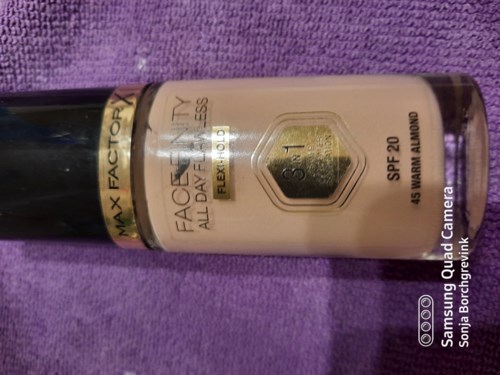 MAX FACTOR X
FACEFINITY
ALL DAY FLAWLESS
FLEXI-HOLD
3 IN 1
SPF 20
45 WARM ALMOND
Samsung Quad Camera
Sonja Borchgrevink